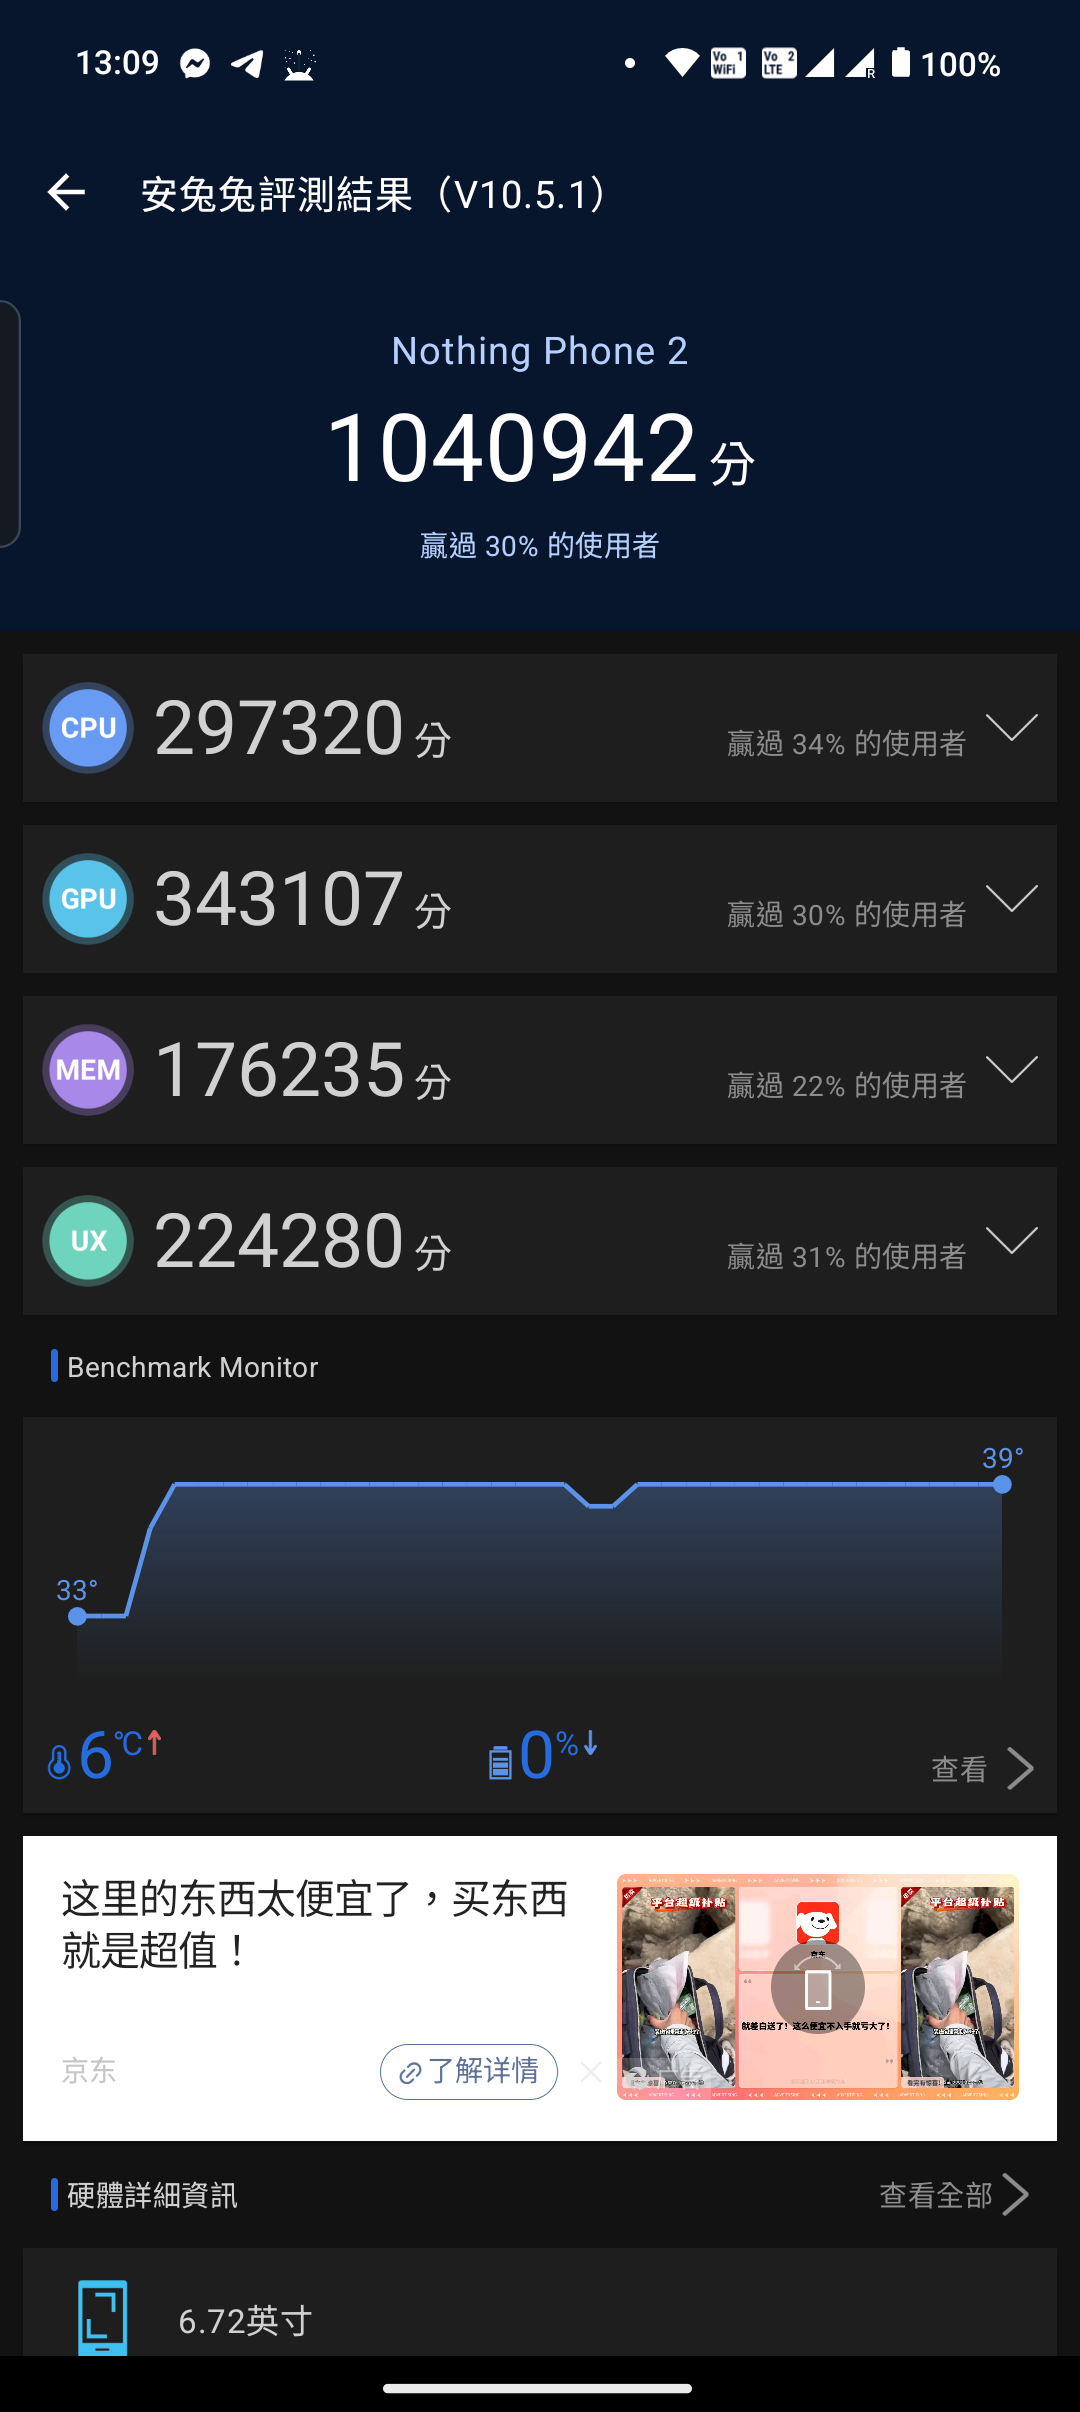 13:09
Vo 1
WiFi
Vo 2
LTE
R
100%
安兔兔評測結果（V10.5.1）
Nothing Phone 2
1040942 分
贏過 30% 的使用者
CPU 297320 分 贏過 34% 的使用者
GPU 343107 分 贏過 30% 的使用者
MEM 176235 分 贏過 22% 的使用者
UX 224280 分 贏過 31% 的使用者
Benchmark Monitor
39°
33°
6℃↑ 0%↓ 查看
这里的东西太便宜了，买东西
就是超值！
京东 了解详情
平台超级补贴
平台超级补贴
京东
就差白送了！这么便宜不入手就亏大了！
硬體詳細資訊 查看全部
6.72英寸